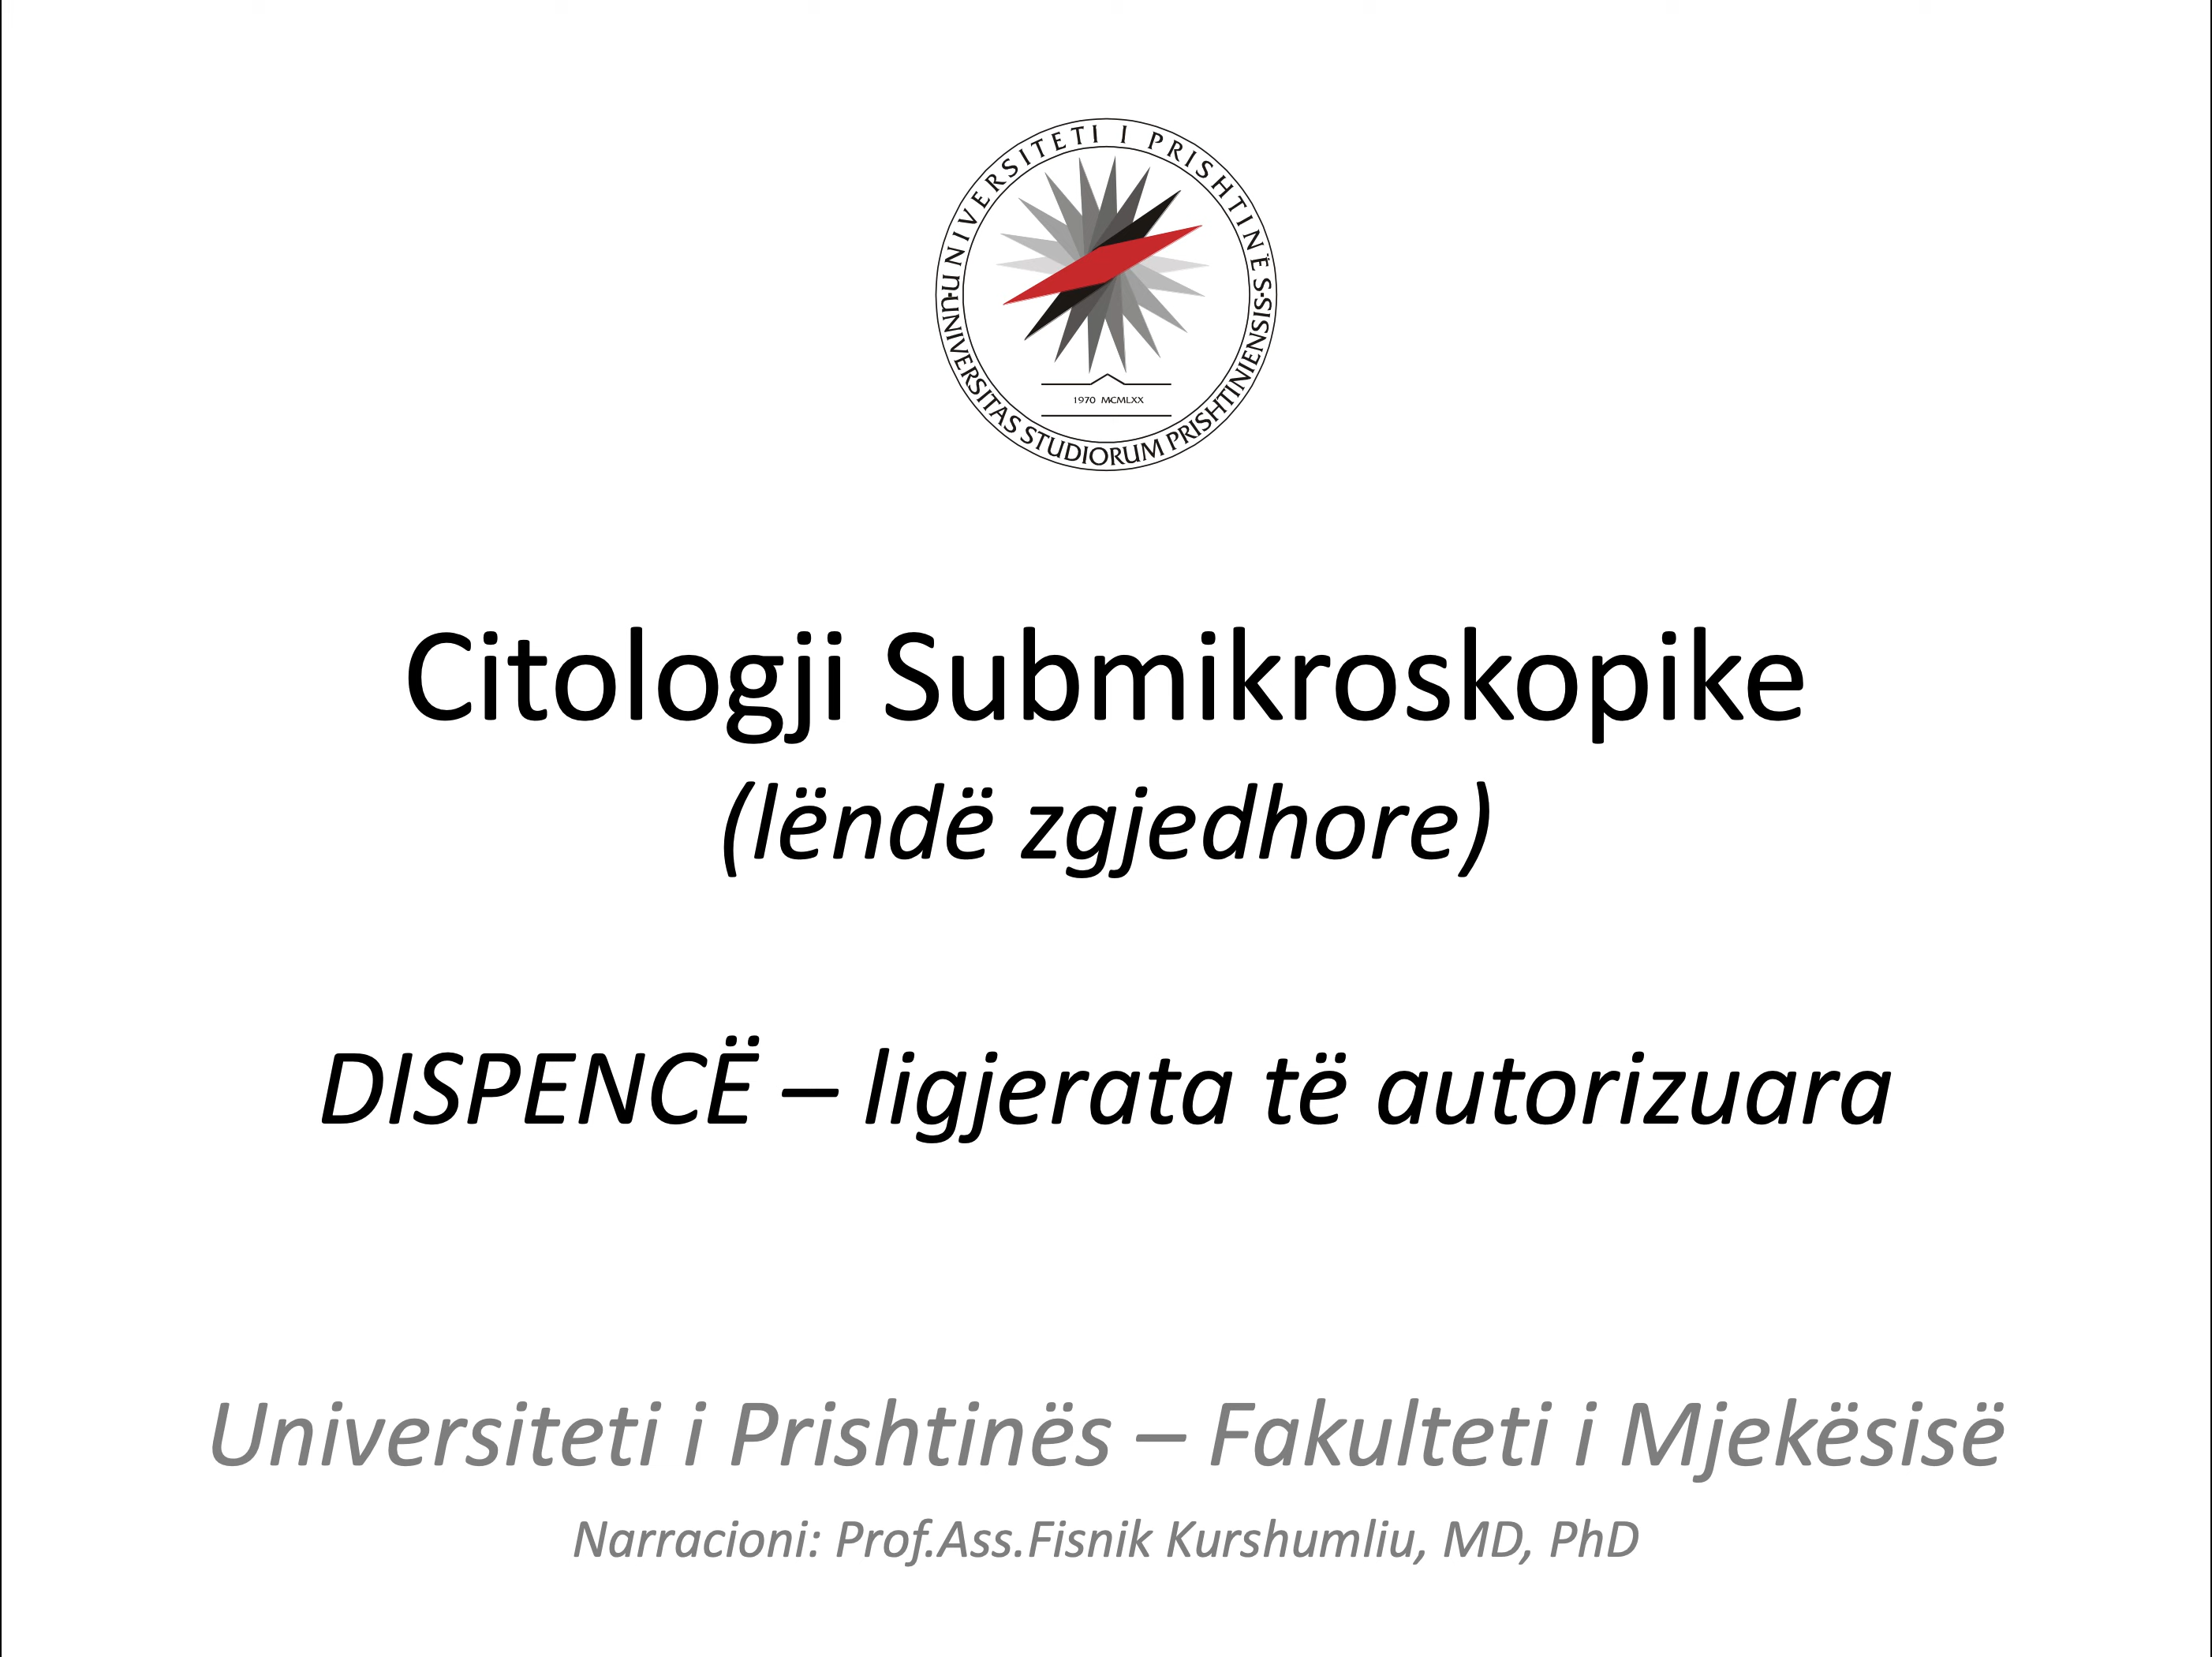 UNIVERSITETI I PRISHTINËS
UNIVERSITAS STUDIORUM PRISHTINIENSIS
1970 MCMLXX
Citologji Submikroskopike
(lëndë zgjedhore)
DISPENCË – ligjerata të autorizuara
Universiteti i Prishtinës – Fakulteti i Mjekësisë
Narracioni: Prof.Ass.Fisnik Kurshumliu, MD, PhD